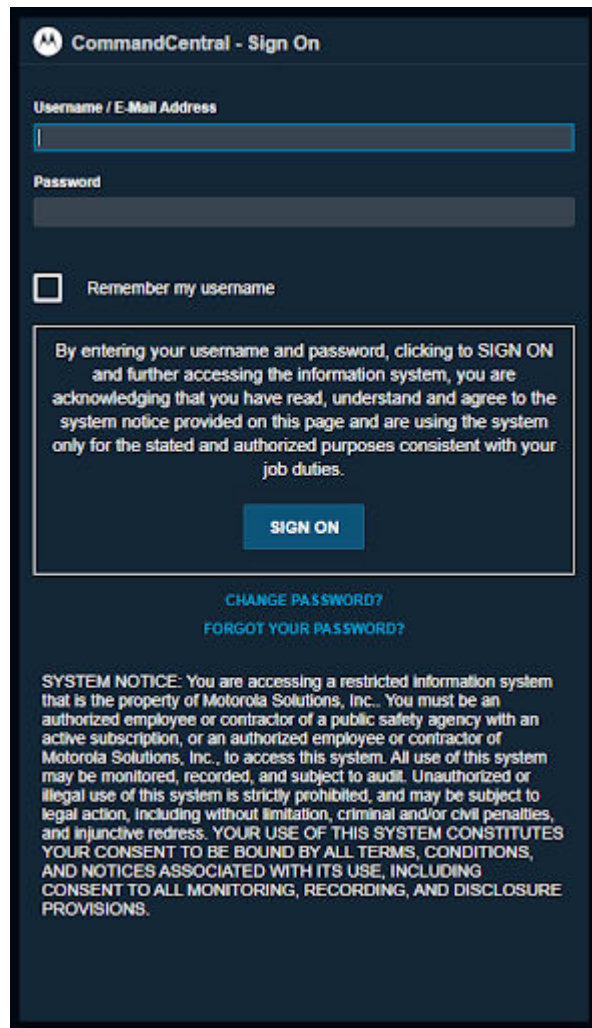 CommandCentral - Sign On
Username / E-Mail Address
Password
Remember my username
By entering your username and password, clicking to SIGN ON
and further accessing the information system, you are
acknowledging that you have read, understand and agree to the
system notice provided on this page and are using the system
only for the stated and authorized purposes consistent with your
job duties.
SIGN ON
CHANGE PASSWORD?
FORGOT YOUR PASSWORD?
SYSTEM NOTICE: You are accessing a restricted information system
that is the property of Motorola Solutions, Inc.. You must be an
authorized employee or contractor of a public safety agency with an
active subscription, or an authorized employee or contractor of
Motorola Solutions, Inc., to access this system. All use of this system
may be monitored, recorded, and subject to audit. Unauthorized or
illegal use of this system is strictly prohibited, and may be subject to
legal action, including without limitation, criminal and/or civil penalties,
and injunctive redress. YOUR USE OF THIS SYSTEM CONSTITUTES
YOUR CONSENT TO BE BOUND BY ALL TERMS, CONDITIONS,
AND NOTICES ASSOCIATED WITH ITS USE, INCLUDING
CONSENT TO ALL MONITORING, RECORDING, AND DISCLOSURE
PROVISIONS.